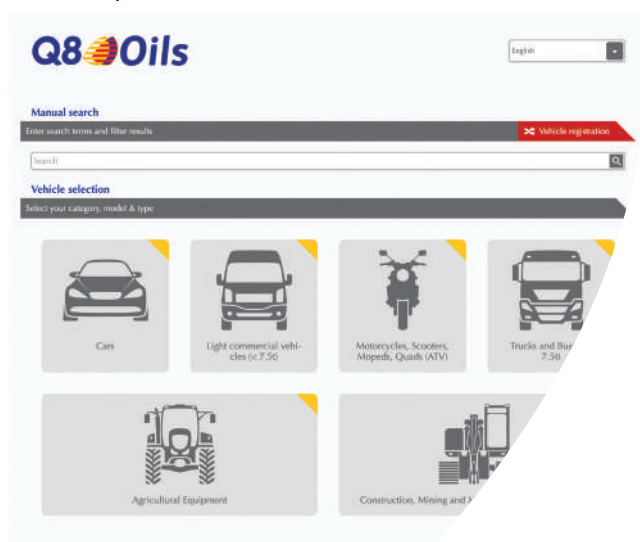 Q8 Oils
English
Manual search
Enter search terms and filter results
Vehicle registration
Search
Vehicle selection
Select your category, model & type
Cars
Light commercial vehi-
cles (< 7.5t)
Motorcycles, Scooters,
Mopeds, Quads (ATV)
Trucks and
7.5t)
Agricultural Equipment
Construction, Mining and